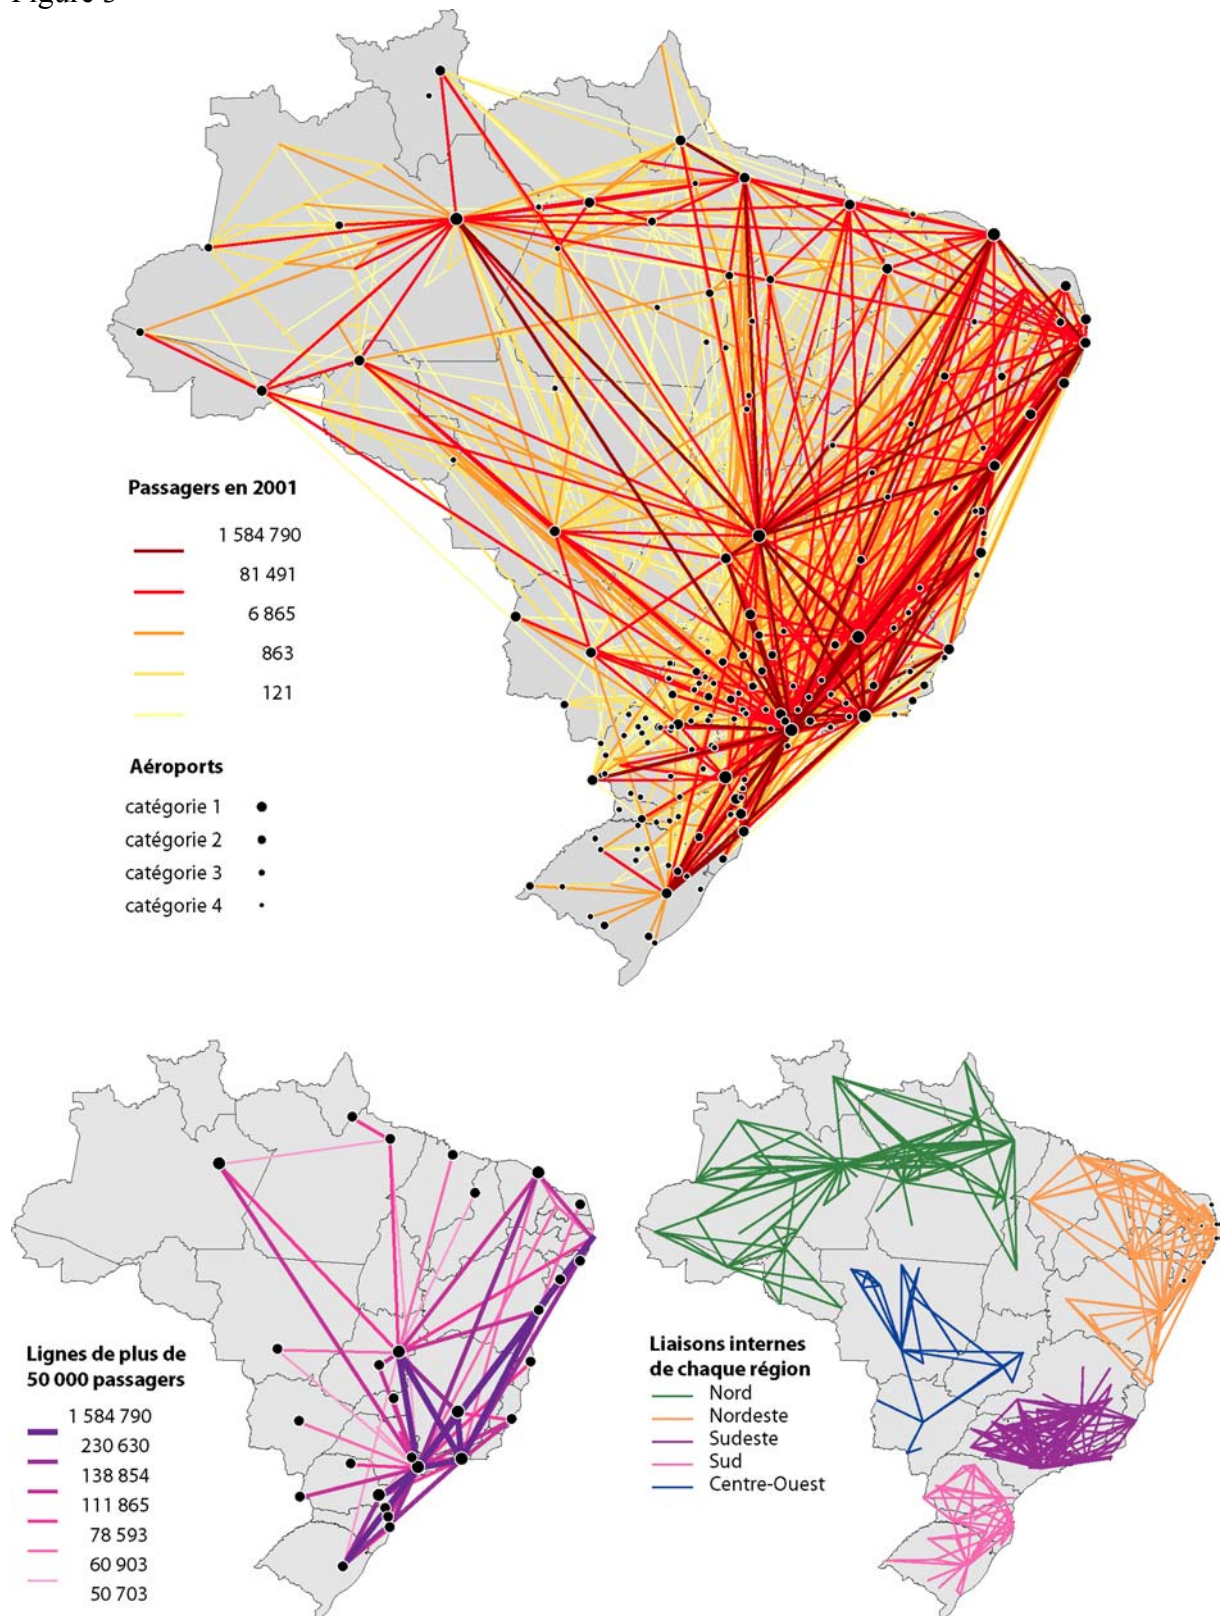 Passagers en 2001
1 584 790
81 491
6 865
863
121
Aéroports
catégorie 1
catégorie 2
catégorie 3
catégorie 4
Lignes de plus de
50 000 passagers
1 584 790
230 630
138 854
111 865
78 593
60 903
50 703
Liaisons internes
de chaque région
Nord
Nordeste
Sudeste
Sud
Centre-Ouest